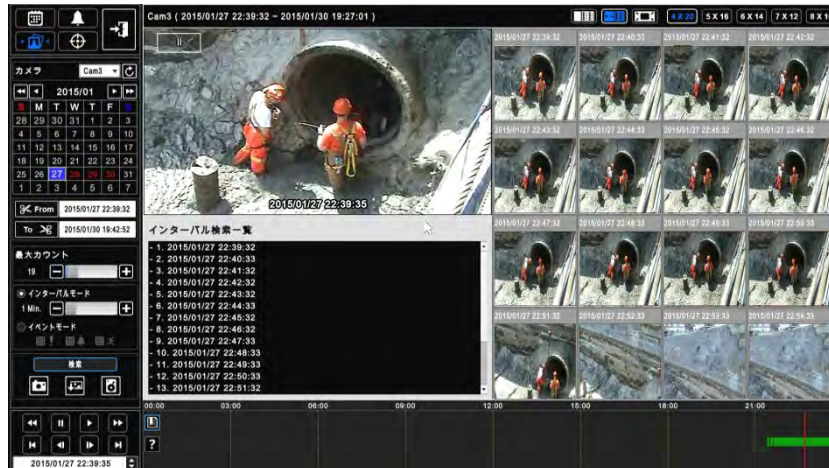 Cam3 ( 2015/01/27 22:39:32 ~ 2015/01/30 19:27:01 )
4 X 20
5 X 16
6 X 14
7 X 12
8 X 1
カメラ
Cam3
2015/01
S M T W T F S
28 29 30 31 1 2 3
4 5 6 7 8 9 10
11 12 13 14 15 16 17
18 19 20 21 22 23 24
25 26 27 28 29 30 31
1 2 3 4 5 6 7
From 2015/01/27 22:39:32
To 2015/01/30 19:42:52
最大カウント
19
インターバルモード
1 Min.
イベントモード
検索
2015/01/27 22:39:35
2015/01/27 22:39:35
インターバル検索一覧
- 1. 2015/01/27 22:39:32
- 2. 2015/01/27 22:40:33
- 3. 2015/01/27 22:41:32
- 4. 2015/01/27 22:42:32
- 5. 2015/01/27 22:43:32
- 6. 2015/01/27 22:44:33
- 7. 2015/01/27 22:45:32
- 8. 2015/01/27 22:46:32
- 9. 2015/01/27 22:47:33
- 10. 2015/01/27 22:48:33
- 11. 2015/01/27 22:49:33
- 12. 2015/01/27 22:50:33
- 13. 2015/01/27 22:51:32
2015/01/27 22:39:32
2015/01/27 22:40:33
2015/01/27 22:41:32
2015/01/27 22:42:32
2015/01/27 22:43:32
2015/01/27 22:44:33
2015/01/27 22:45:32
2015/01/27 22:46:32
2015/01/27 22:47:33
2015/01/27 22:48:33
2015/01/27 22:49:33
2015/01/27 22:50:33
2015/01/27 22:51:32
2015/01/27 22:52:33
2015/01/27 22:53:33
2015/01/27 22:54:33
00:00 03:00 06:00 09:00 12:00 15:00 18:00 21:00
?